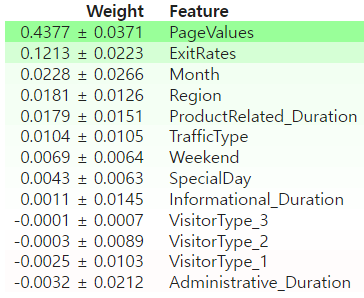 Weight Feature
0.4377 ± 0.0371 PageValues
0.1213 ± 0.0223 ExitRates
0.0228 ± 0.0266 Month
0.0181 ± 0.0126 Region
0.0179 ± 0.0151 ProductRelated_Duration
0.0104 ± 0.0105 TrafficType
0.0069 ± 0.0064 Weekend
0.0043 ± 0.0063 SpecialDay
0.0011 ± 0.0145 Informational_Duration
-0.0001 ± 0.0007 VisitorType_3
-0.0003 ± 0.0089 VisitorType_2
-0.0025 ± 0.0103 VisitorType_1
-0.0032 ± 0.0212 Administrative_Duration